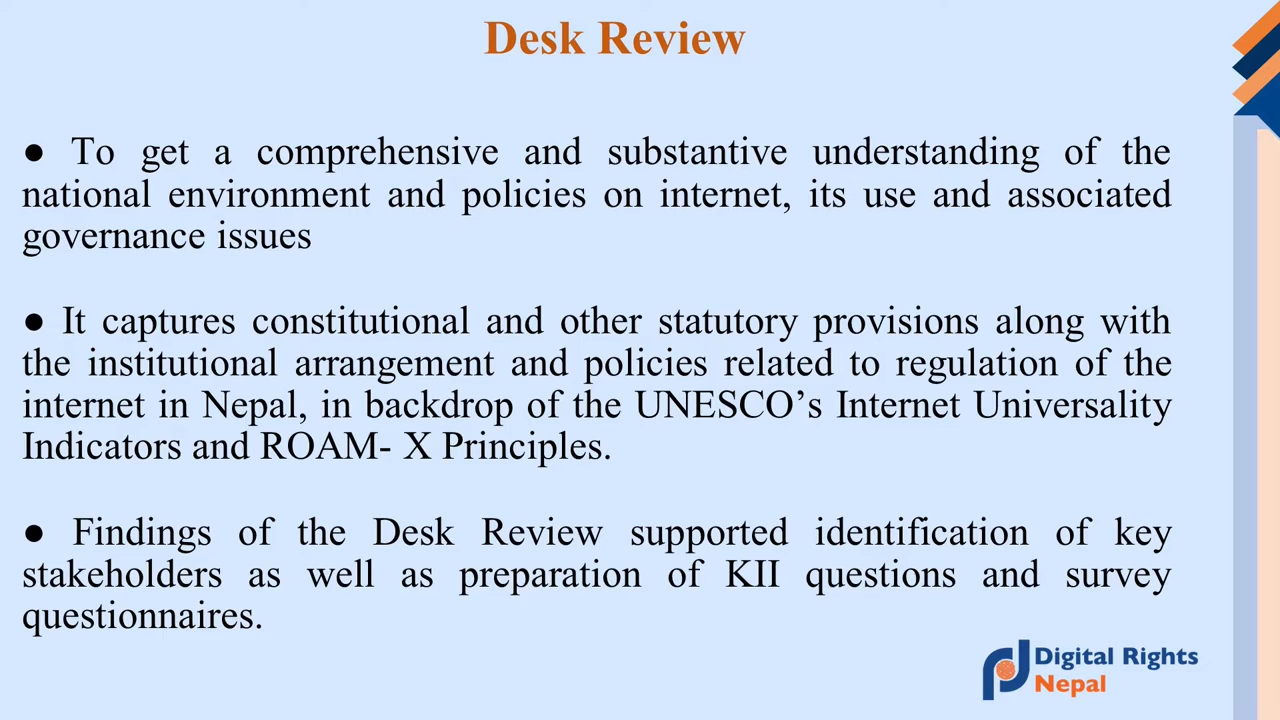 Desk Review
● To get a comprehensive and substantive understanding of the
national environment and policies on internet, its use and associated
governance issues
● It captures constitutional and other statutory provisions along with
the institutional arrangement and policies related to regulation of the
internet in Nepal, in backdrop of the UNESCO’s Internet Universality
Indicators and ROAM- X Principles.
● Findings of the Desk Review supported identification of key
stakeholders as well as preparation of KII questions and survey
questionnaires.
Digital Rights
Nepal